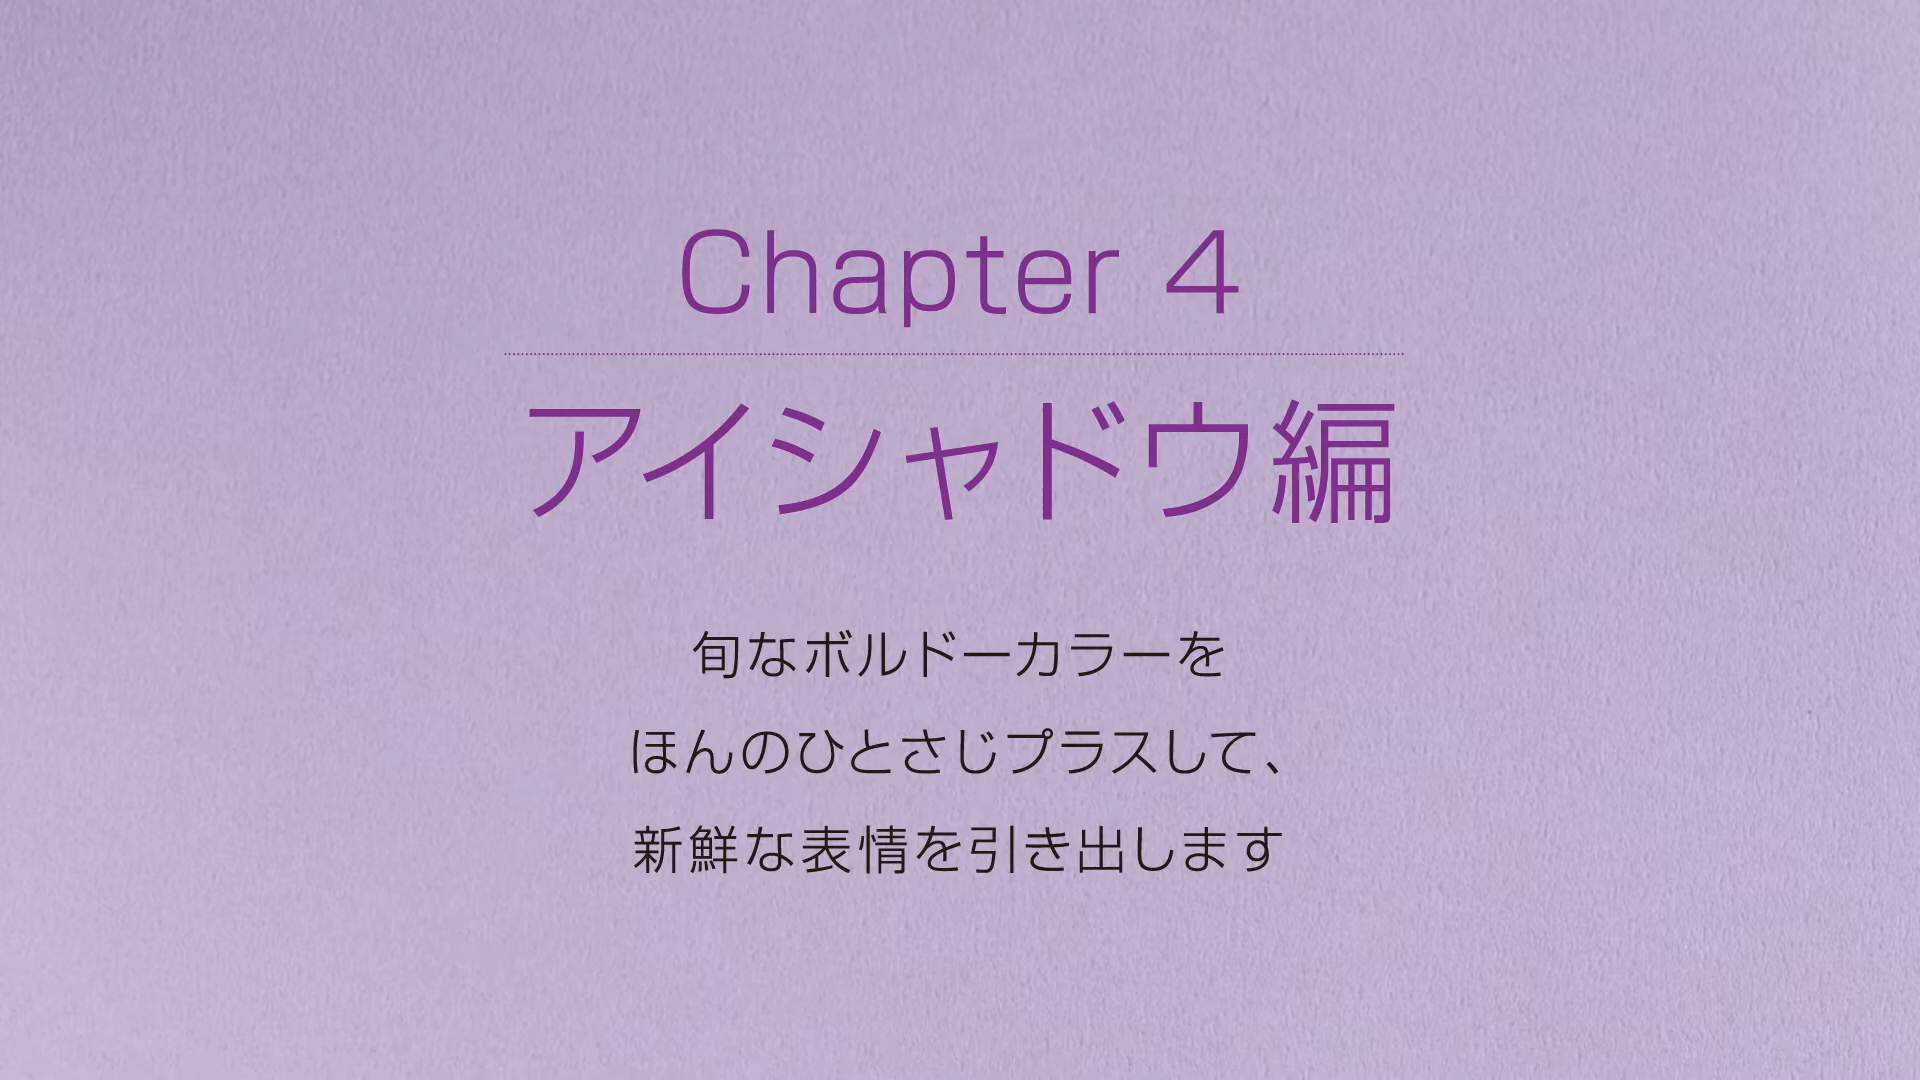 Chapter 4
アイシャドウ編
旬なボルドーカラーを
ほんのひとさじプラスして、
新鮮な表情を引き出します